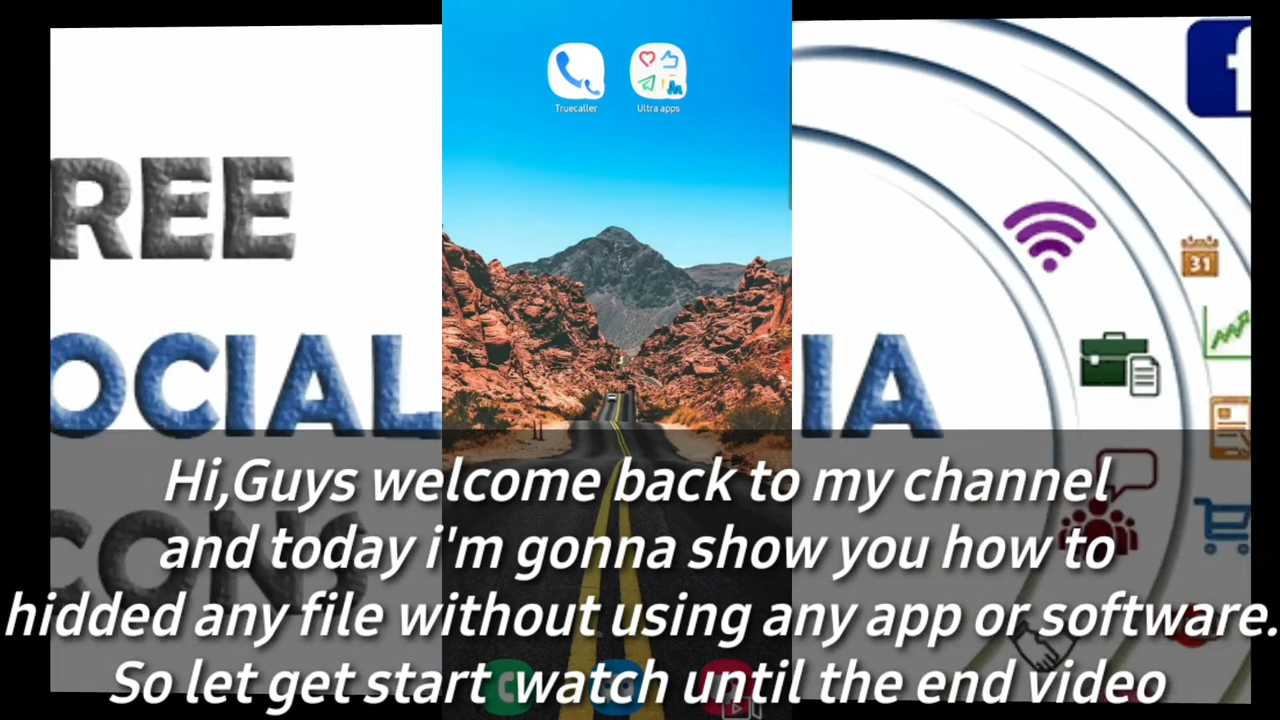 Truecaller
Ultra apps
REE
OCIAL
IA
CONS
31
f
Hi,Guys welcome back to my channel
and today i'm gonna show you how to
hidded any file without using any app or software.
So let get start watch until the end video